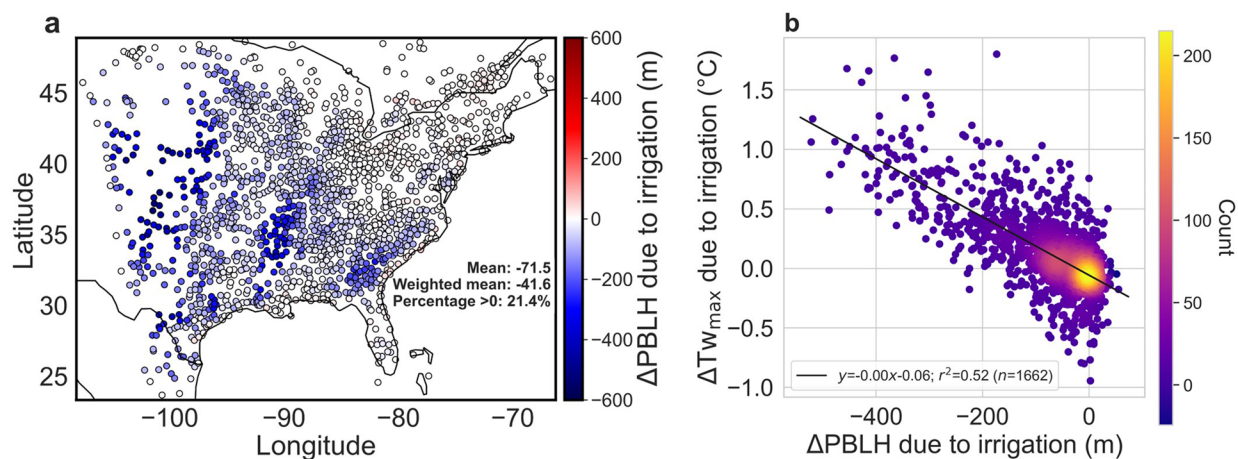 a
45
40
35
30
25
Latitude
−100
−90
−80
−70
Longitude
Mean: -71.5
Weighted mean: -41.6
Percentage >0: 21.4%
600
400
200
0
−200
−400
−600
ΔPBLH due to irrigation (m)
b
1.5
1.0
0.5
0.0
−0.5
−1.0
ΔTwmax due to irrigation (°C)
y=-0.00x-0.06; r²=0.52 (n=1662)
−400
−200
0
ΔPBLH due to irrigation (m)
200
150
100
50
0
Count